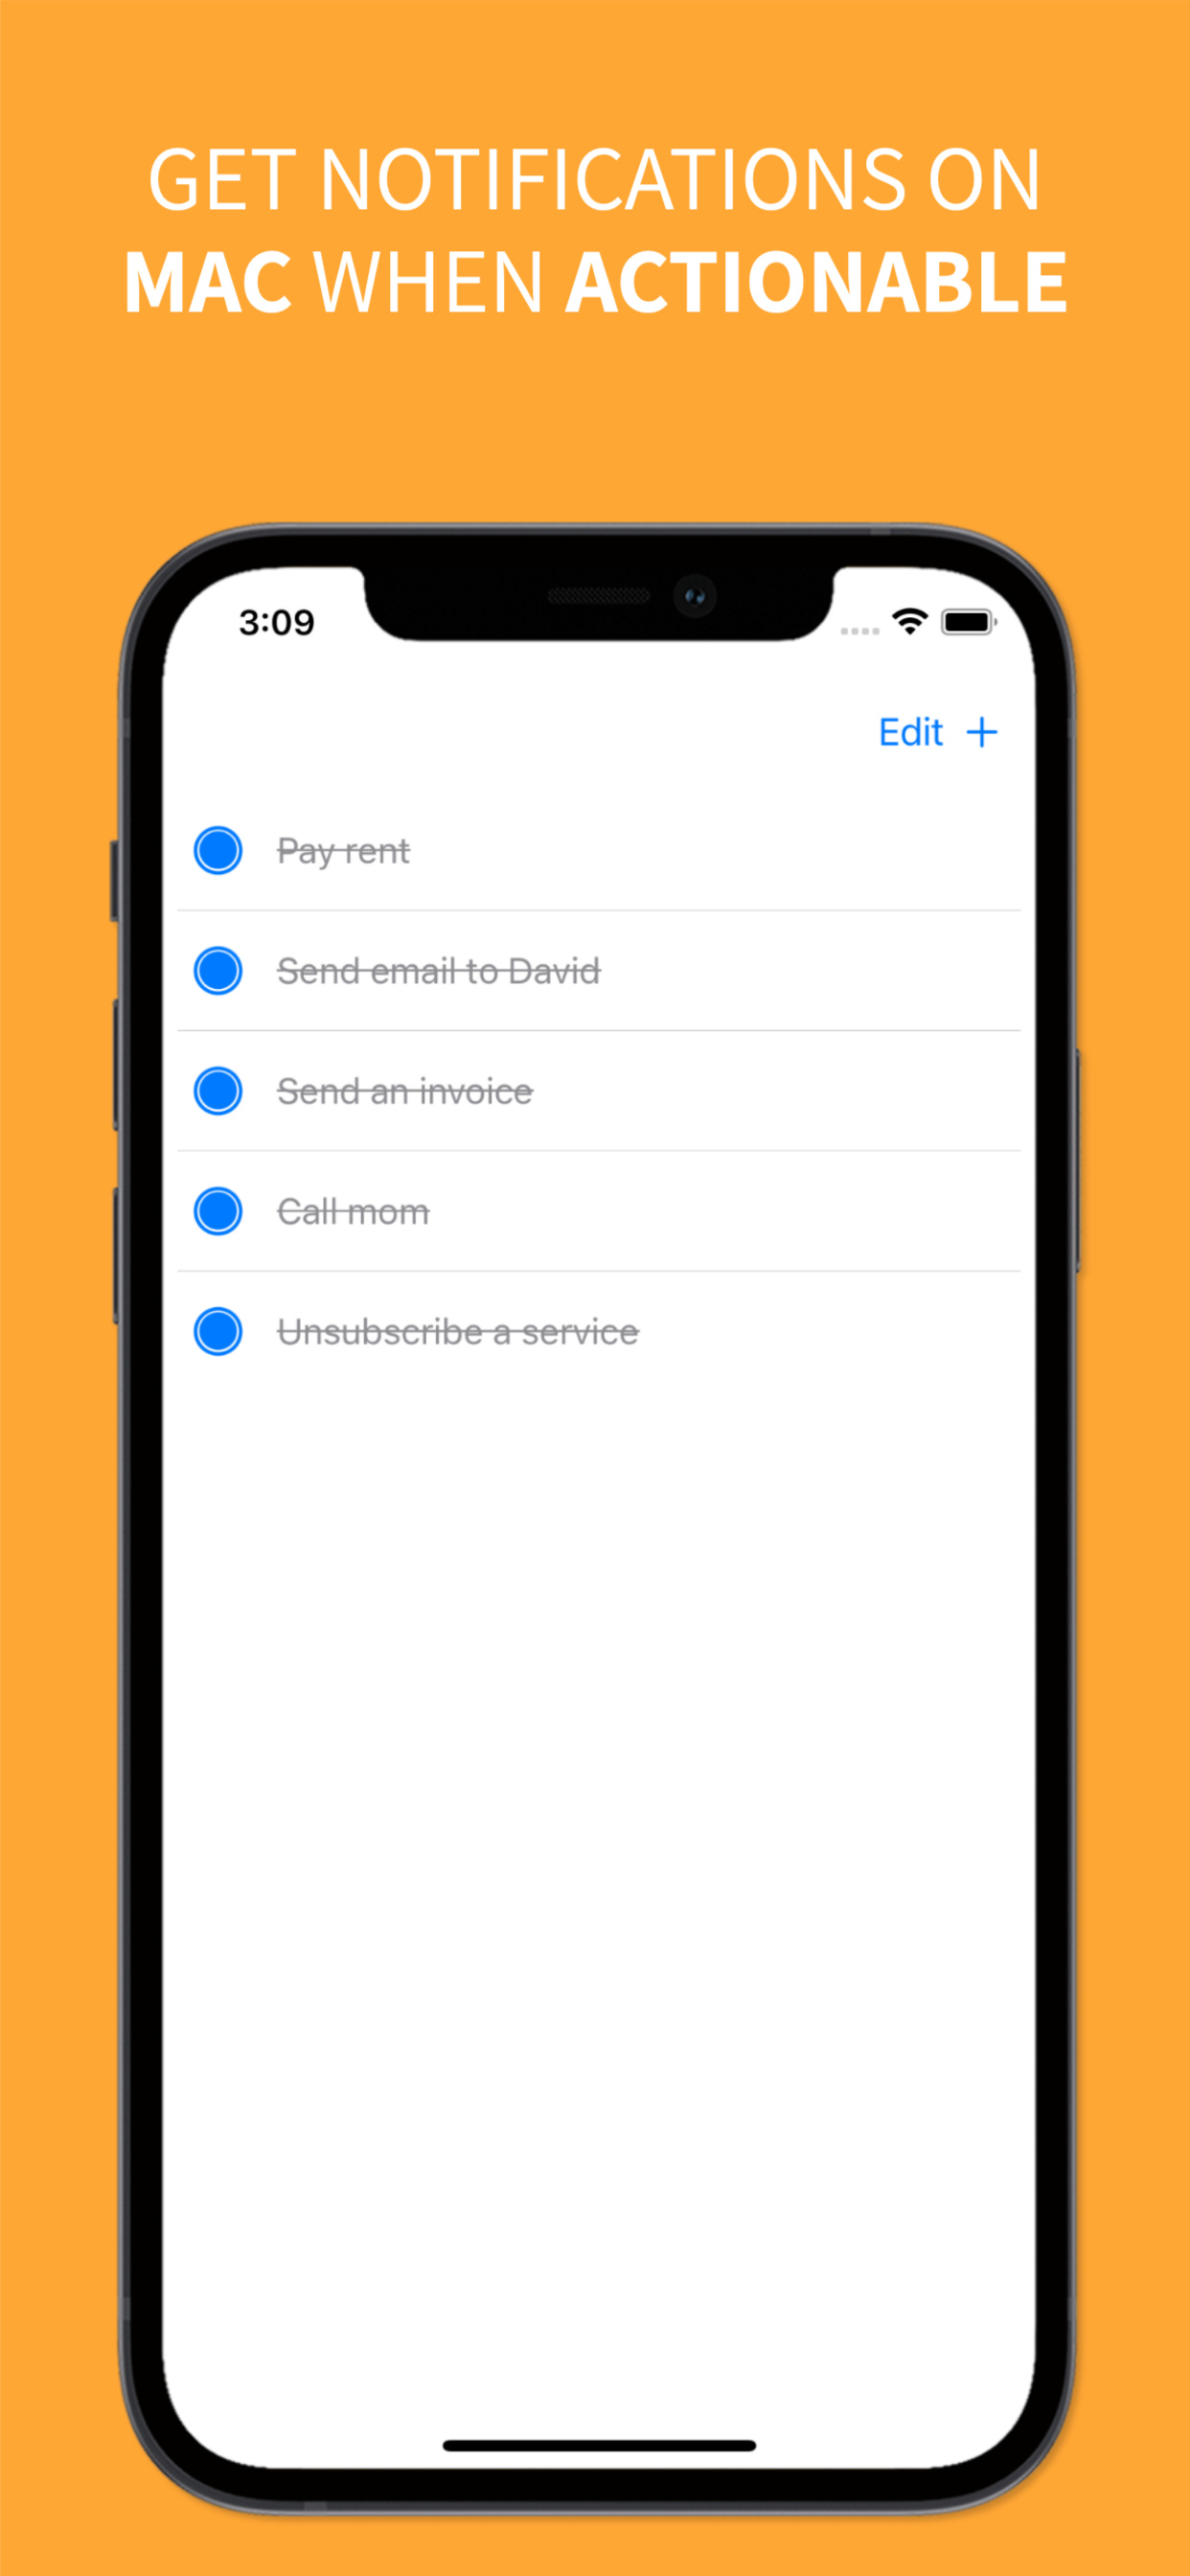 GET NOTIFICATIONS ON
MAC WHEN ACTIONABLE
3:09
Edit +
Pay rent
Send email to David
Send an invoice
Call mom
Unsubscribe a service